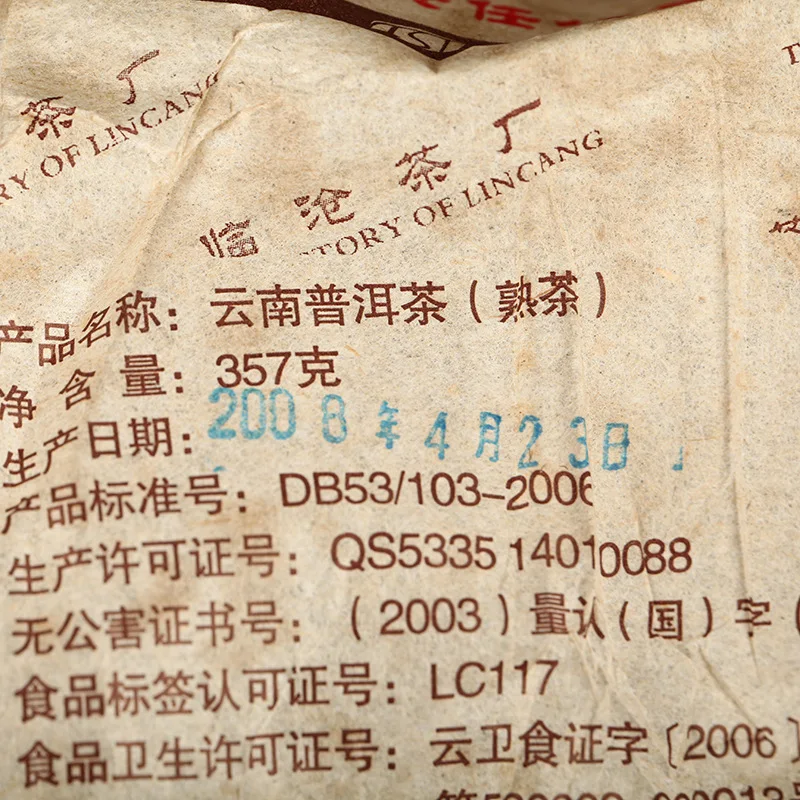 茶厂
RY OF LINCANG
临沧茶厂
TORY OF LINCANG
产品名称：云南普洱茶（熟茶）
净含量：357克
生产日期：2008年4月23日
产品标准号：DB53/103-2006
生产许可证号：QS5335 1401 0088
无公害证书号：（2003）量认（国）字（
食品标签认可证号：LC117
食品卫生许可证号：云卫食证字〔2006〕